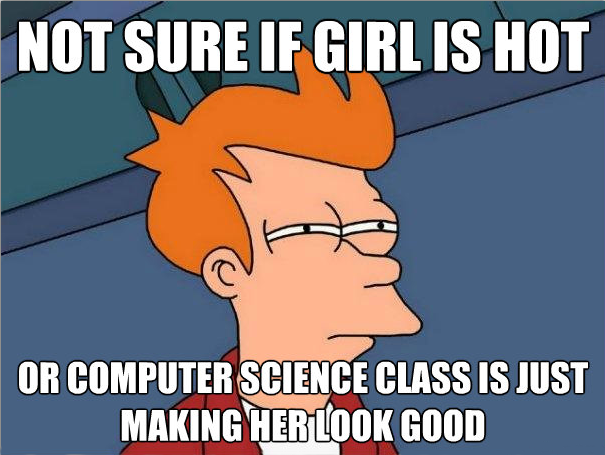 NOT SURE IF GIRL IS HOT
OR COMPUTER SCIENCE CLASS IS JUST
MAKING HER LOOK GOOD